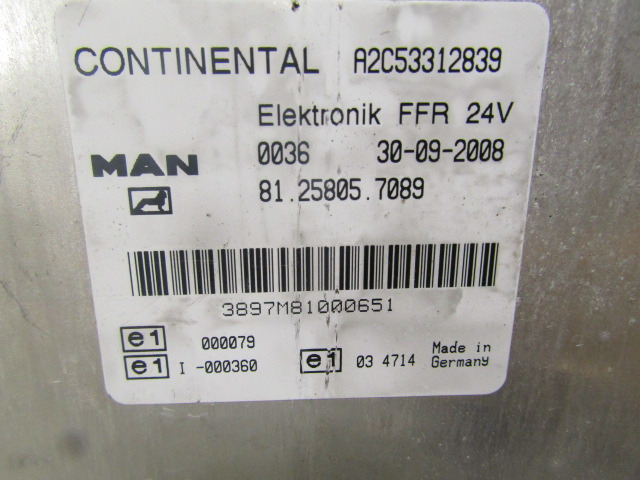 CONTINENTAL A2C53312839
Elektronik FFR 24V
MAN 0036 30-09-2008
81.25805.7089
3897M81000651
e1 000079
e1 I -000360 e1 03 4714 Made in
Germany